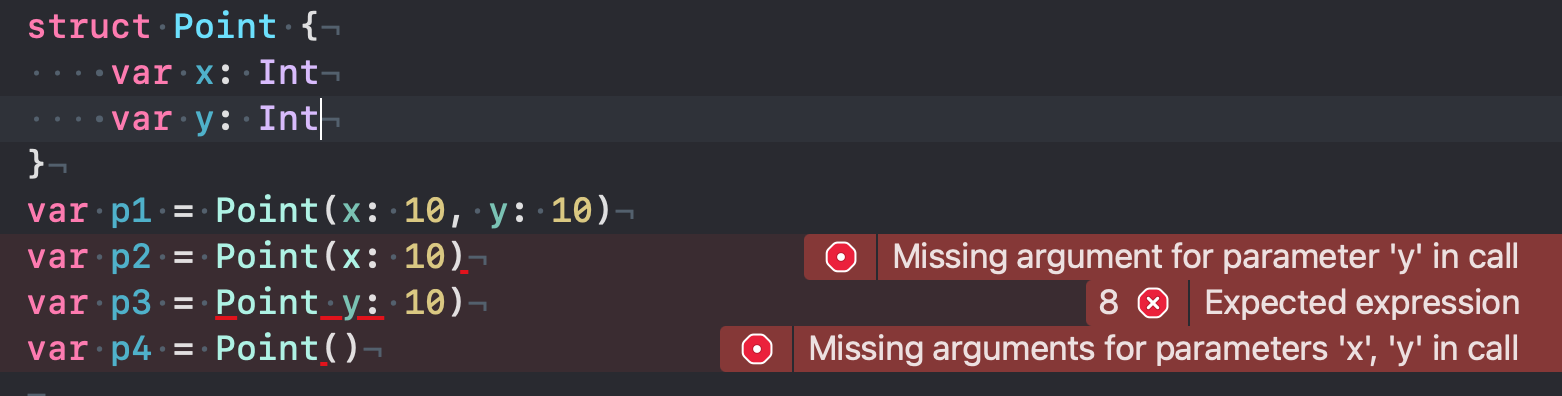 struct Point {
    var x: Int
    var y: Int
}
var p1 = Point(x: 10, y: 10)
var p2 = Point(x: 10) Missing argument for parameter 'y' in call
var p3 = Point y: 10) 8 Expected expression
var p4 = Point() Missing arguments for parameters 'x', 'y' in call